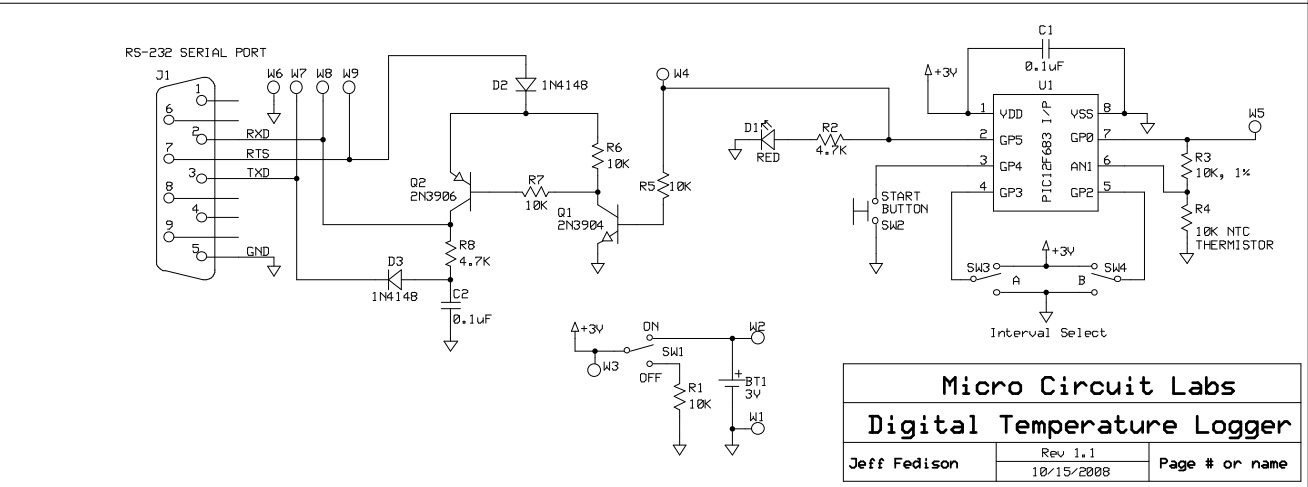 RS-232 SERIAL PORT
J1
1
6
2
7
3
8
4
9
5
RXD
RTS
TXD
GND
W6 W7 W8 W9
D2
1N4148
Q2
2N3906
R7
10K
R6
10K
Q1
2N3904
R5
10K
R8
4.7K
D3
1N4148
C2
0.1uF
W4
D1
RED
R2
4.7K
+3V
C1
0.1uF
U1
PIC12F683 I/P
1
VDD
2
GP5
3
GP4
4
GP3
VSS
8
GP0
7
AN1
6
GP2
5
W5
R3
10K, 1%
R4
10K NTC
THERMISTOR
START
BUTTON
SW2
+3V
SW3
SW4
A
B
Interval Select
+3V
W3
ON
SW1
OFF
R1
10K
W2
+
BT1
3V
W1
Micro Circuit Labs
Digital Temperature Logger
Jeff Fedison
Rev 1.1
10/15/2008
Page # or name